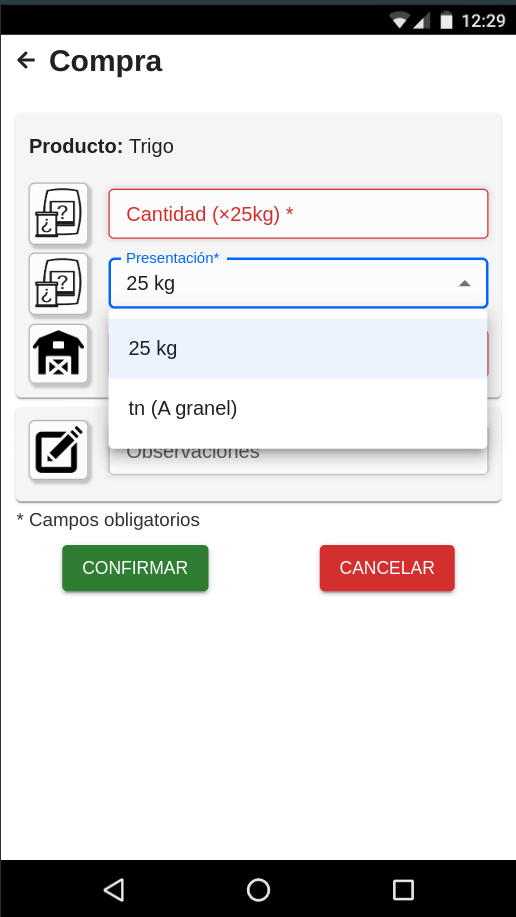 12:29
Compra
Producto: Trigo
?
¿
Cantidad (×25kg) *
Presentación*
?
¿
25 kg
25 kg
tn (A granel)
Observaciones
* Campos obligatorios
CONFIRMAR
CANCELAR